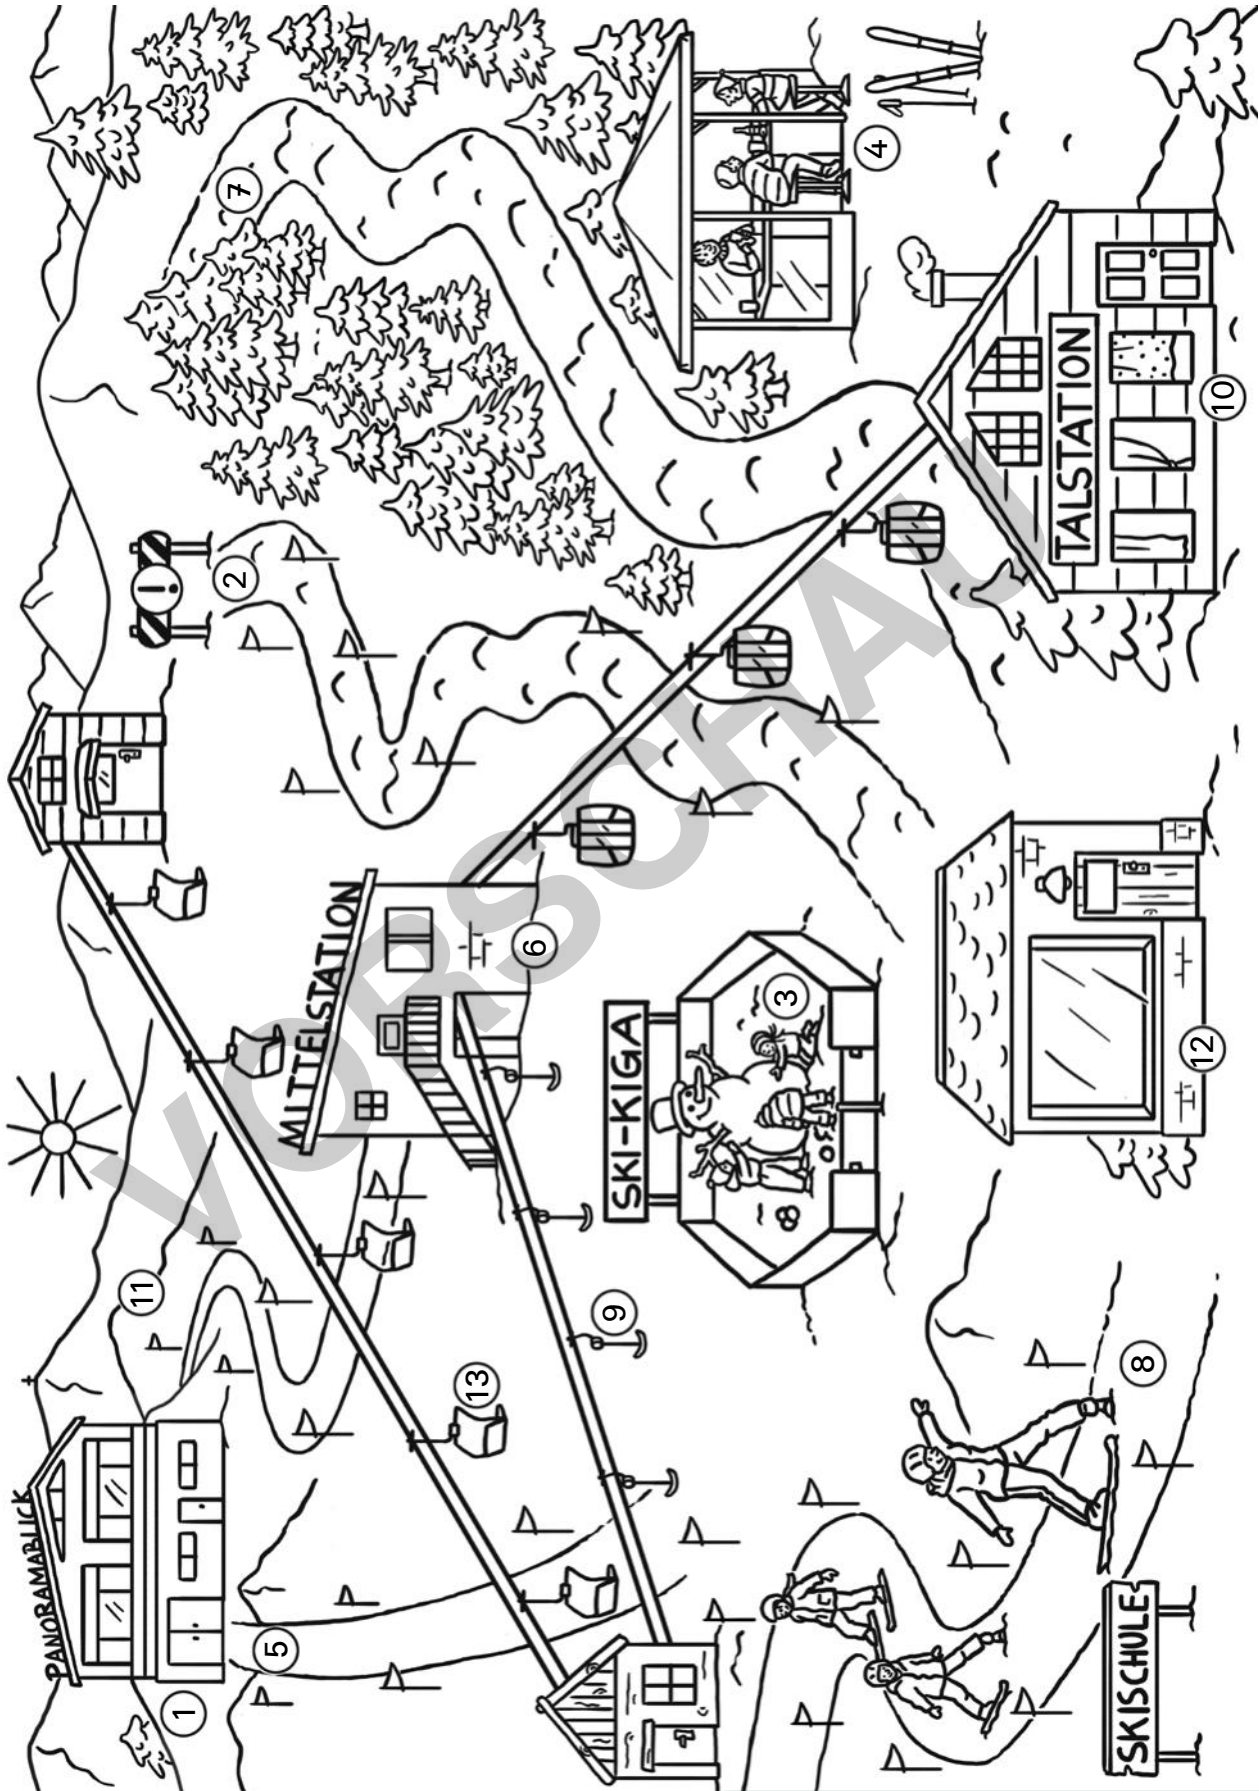 PANORAMABLICK
11
!
1
2
7
5
MITTELSTATION
13
6
9
SKI-KIGA
3
4
VORSCHAU
TALSTATION
SKISCHULE
8
12
10